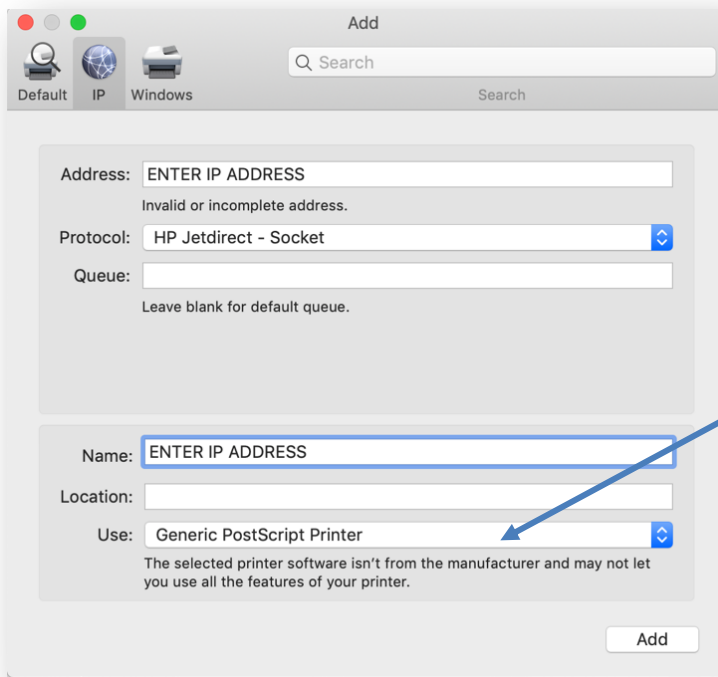 Add
Search
Default IP Windows
Search
Address: ENTER IP ADDRESS
Invalid or incomplete address.
Protocol: HP Jetdirect - Socket
Queue:
Leave blank for default queue.
Name: ENTER IP ADDRESS
Location:
Use: Generic PostScript Printer
The selected printer software isn't from the manufacturer and may not let
you use all the features of your printer.
Add